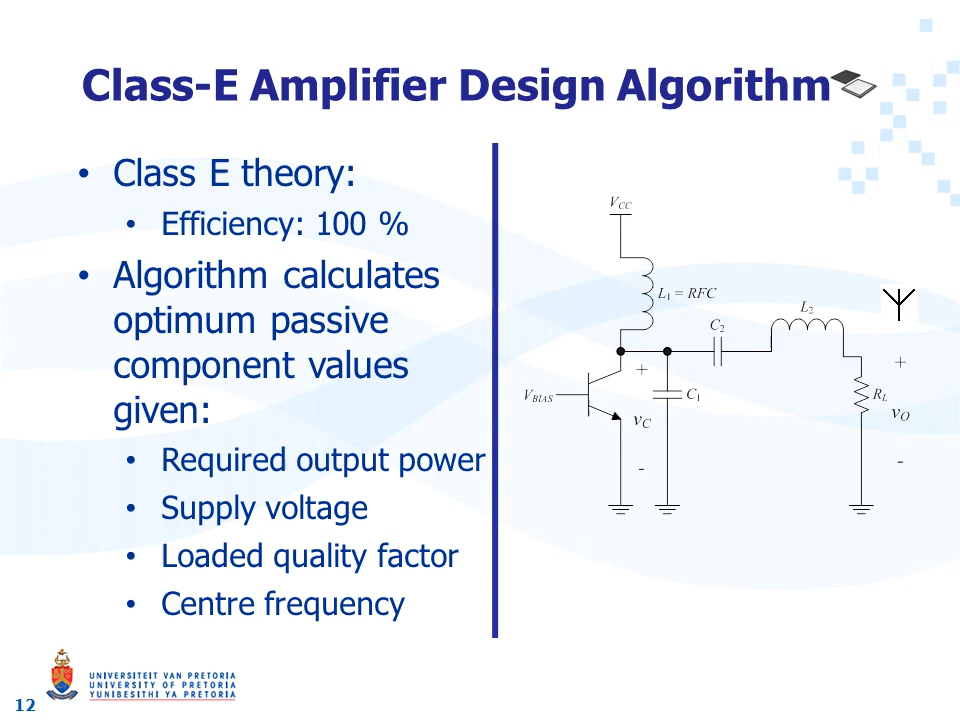 Class-E Amplifier Design Algorithm
• Class E theory:
• Efficiency: 100 %
• Algorithm calculates
optimum passive
component values
given:
• Required output power
• Supply voltage
• Loaded quality factor
• Centre frequency
VCC
L1 = RFC
L2
C2
+
+
VBIAS
C1
RL
vC
vO
-
-
UNIVERSITEIT VAN PRETORIA
UNIVERSITY OF PRETORIA
YUNIBESITHI YA PRETORIA
12